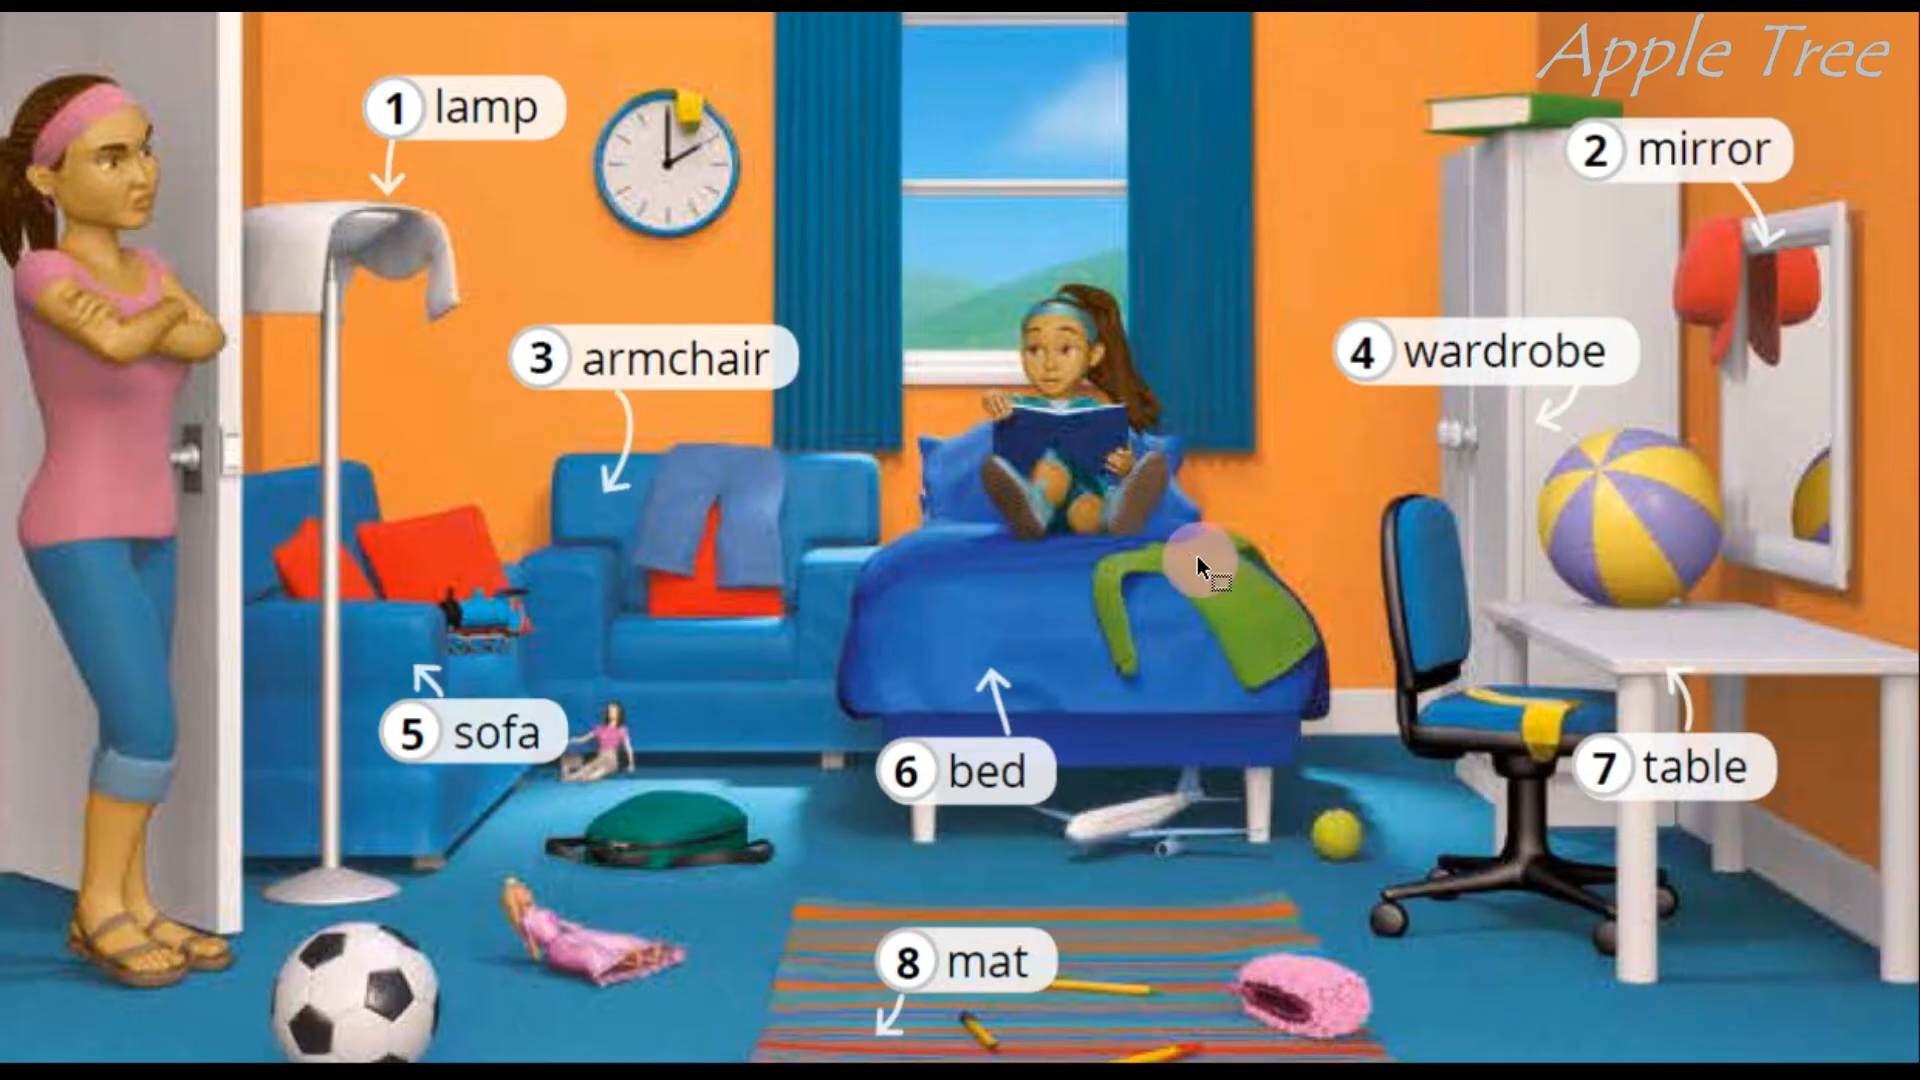 Apple Tree
1 lamp
2 mirror
3 armchair
4 wardrobe
5 sofa
6 bed
7 table
8 mat